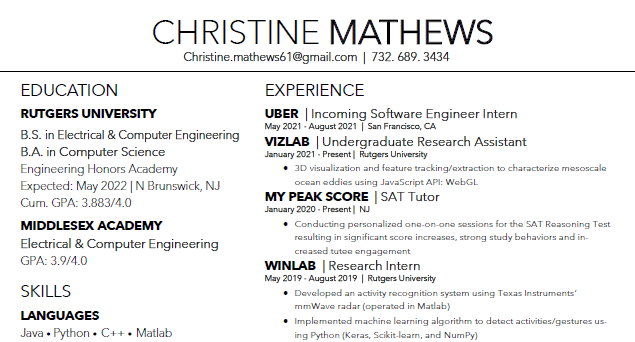 CHRISTINE MATHEWS
Christine.mathews61@gmail.com | 732. 689. 3434
EDUCATION
RUTGERS UNIVERSITY
B.S. in Electrical & Computer Engineering
B.A. in Computer Science
Engineering Honors Academy
Expected: May 2022 | N Brunswick, NJ
Cum. GPA: 3.883/4.0
MIDDLESEX ACADEMY
Electrical & Computer Engineering
GPA: 3.9/4.0
SKILLS
LANGUAGES
Java • Python • C++ • Matlab
EXPERIENCE
UBER | Incoming Software Engineer Intern
May 2021 - August 2021 | San Francisco, CA
VIZLAB | Undergraduate Research Assistant
January 2021 - Present | Rutgers University
• 3D visualization and feature tracking/extraction to characterize mesoscale
ocean eddies using JavaScript API: WebGL
MY PEAK SCORE | SAT Tutor
January 2020 - Present | NJ
• Conducting personalized one-on-one sessions for the SAT Reasoning Test
resulting in significant score increases, strong study behaviors and in-
creased tutee engagement
WINLAB | Research Intern
May 2019 - August 2019 | Rutgers University
• Developed an activity recognition system using Texas Instruments'
mmWave radar (operated in Matlab)
• Implemented machine learning algorithm to detect activities/gestures us-
ing Python (Keras, Scikit-learn, and NumPy)